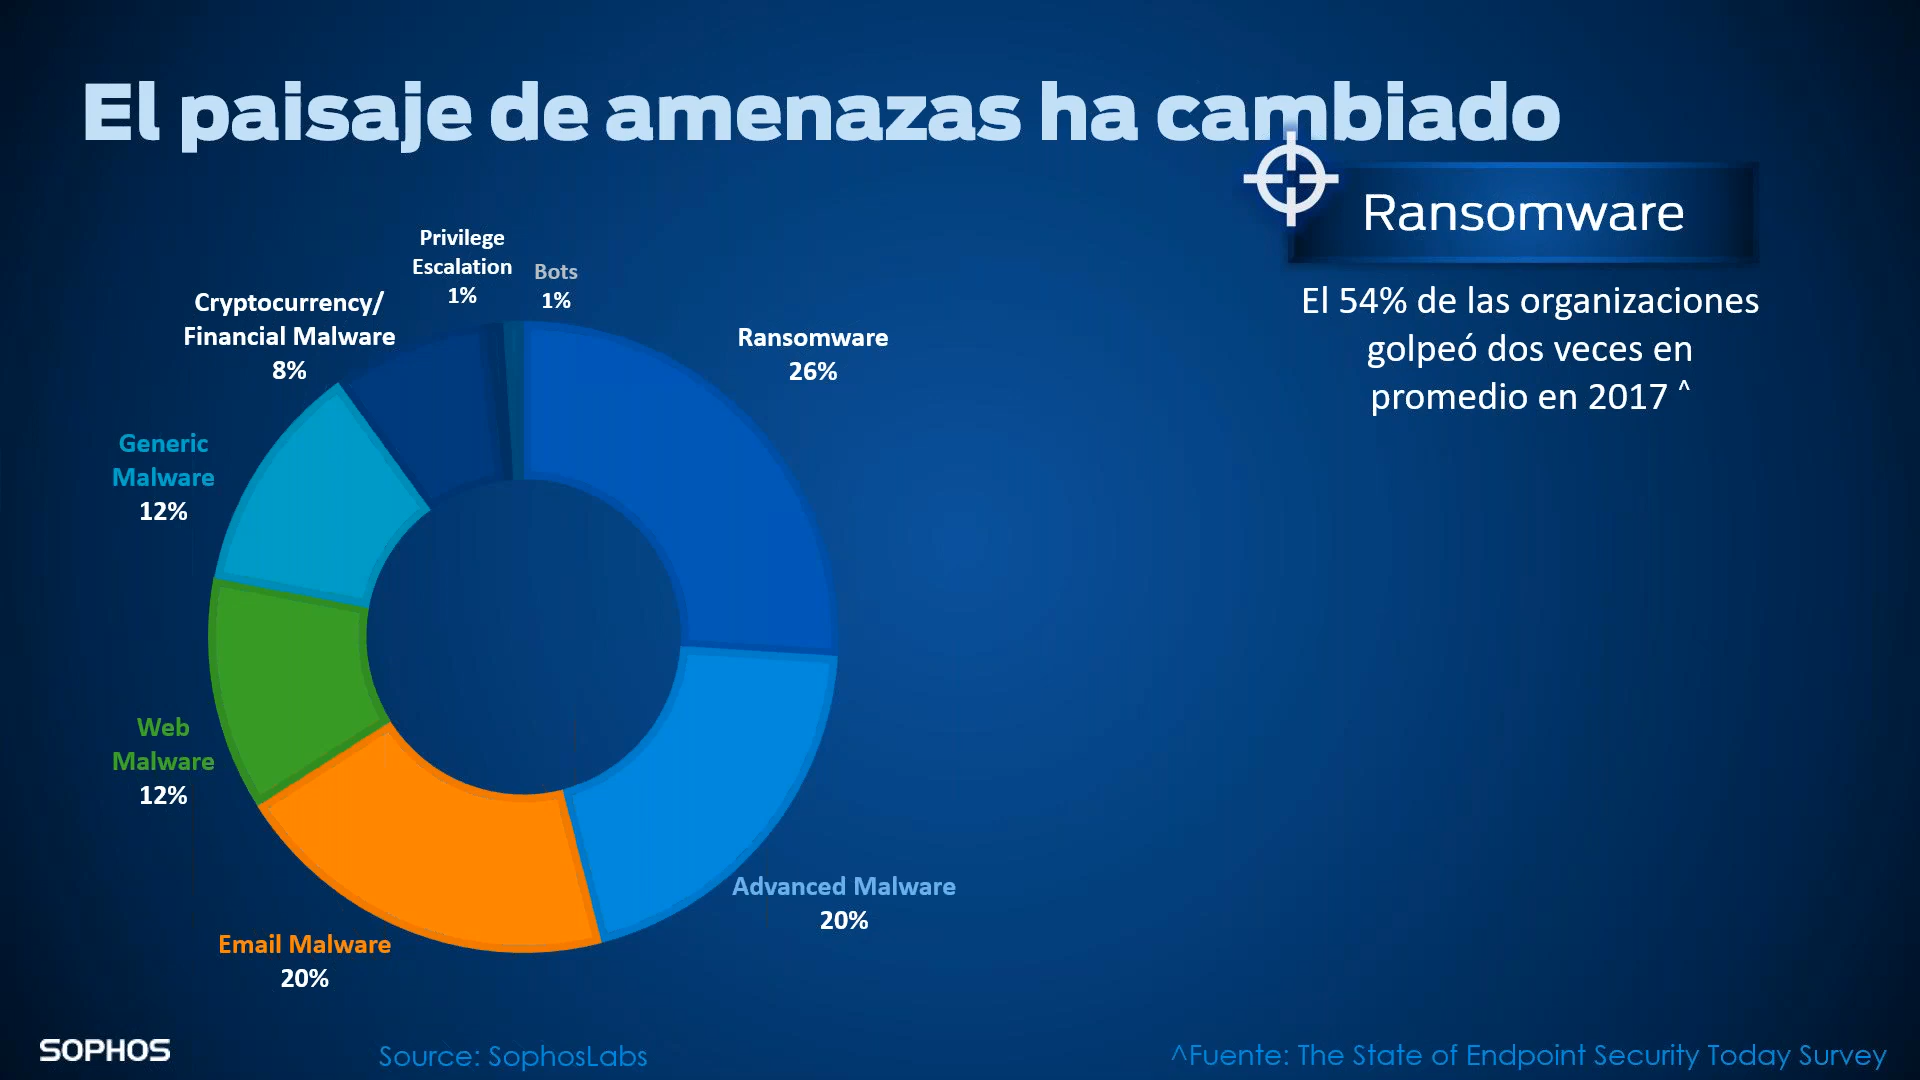 El paisaje de amenazas ha cambiado
Ransomware
El 54% de las organizaciones
golpeó dos veces en
promedio en 2017 ^
Privilege
Escalation
1%
Bots
1%
Cryptocurrency/
Financial Malware
8%
Ransomware
26%
Generic
Malware
12%
Web
Malware
12%
Advanced Malware
20%
Email Malware
20%
SOPHOS
Source: SophosLabs
^Fuente: The State of Endpoint Security Today Survey